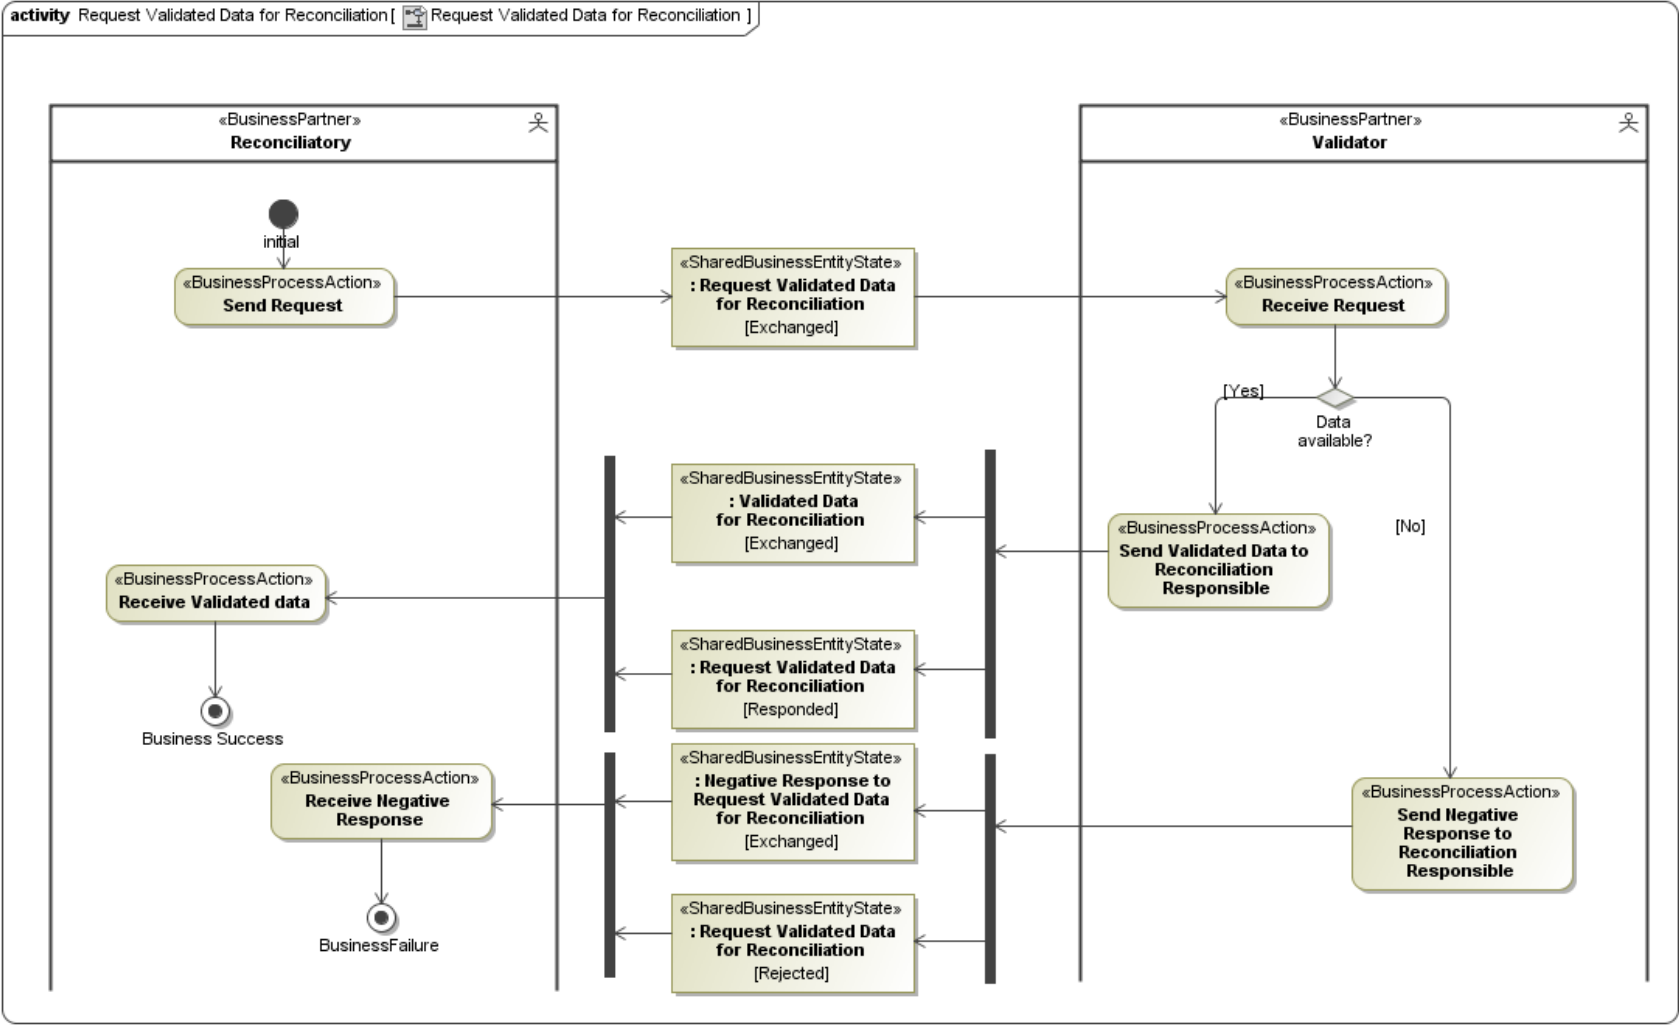 activity Request Validated Data for Reconciliation [ Request Validated Data for Reconciliation ]
«BusinessPartner»
Reconciliatory
«BusinessPartner»
Validator
initial
«BusinessProcessAction»
Send Request
«SharedBusinessEntityState»
: Request Validated Data
for Reconciliation
[Exchanged]
«BusinessProcessAction»
Receive Request
[Yes]
Data
available?
«SharedBusinessEntityState»
: Validated Data
for Reconciliation
[Exchanged]
«BusinessProcessAction»
Send Validated Data to
Reconciliation
Responsible
[No]
«BusinessProcessAction»
Receive Validated data
«SharedBusinessEntityState»
: Request Validated Data
for Reconciliation
[Responded]
Business Success
«SharedBusinessEntityState»
: Negative Response to
Request Validated Data
for Reconciliation
[Exchanged]
«BusinessProcessAction»
Receive Negative
Response
«BusinessProcessAction»
Send Negative
Response to
Reconciliation
Responsible
«SharedBusinessEntityState»
: Request Validated Data
for Reconciliation
[Rejected]
BusinessFailure